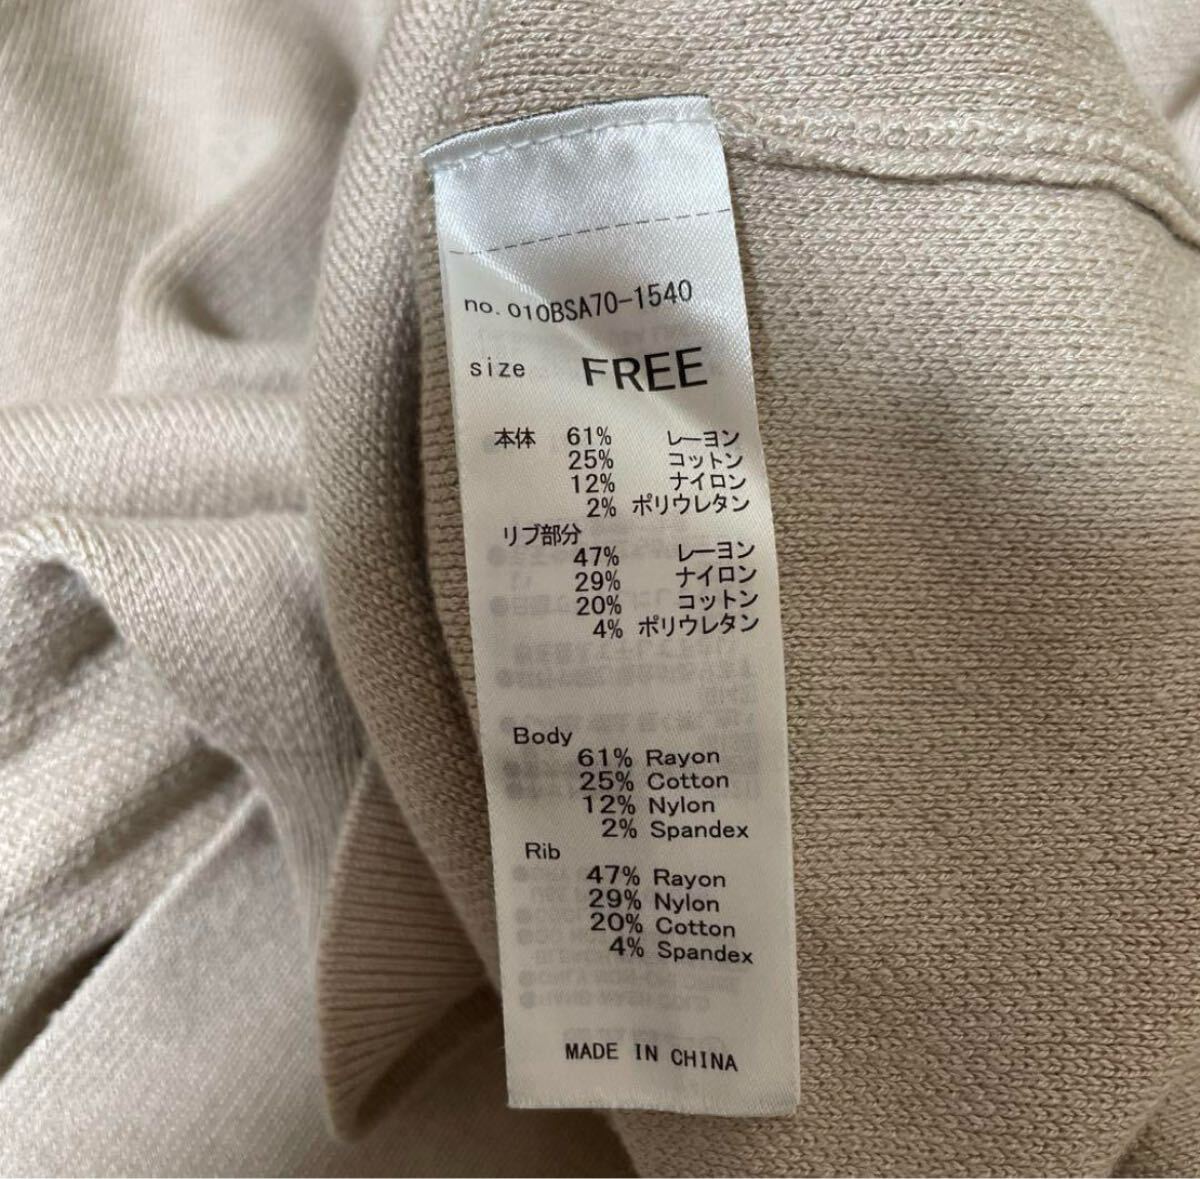 no. 010BSA70-1540
size FREE
本体 61% レーヨン
25% コットン
12% ナイロン
2% ポリウレタン
リブ部分
47% レーヨン
29% ナイロン
20% コットン
4% ポリウレタン
Body
61% Rayon
25% Cotton
12% Nylon
2% Spandex
Rib
47% Rayon
29% Nylon
20% Cotton
4% Spandex
MADE IN CHINA